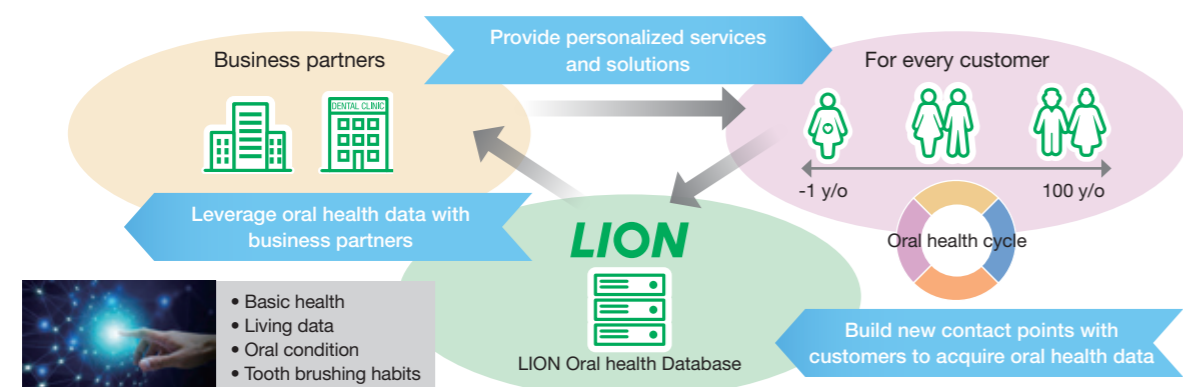 Provide personalized services
and solutions
Business partners
DENTAL CLINIC
For every customer
-1 y/o
100 y/o
Oral health cycle
Leverage oral health data with
business partners
LION
LION Oral health Database
• Basic health
• Living data
• Oral condition
• Tooth brushing habits
Build new contact points with
customers to acquire oral health data